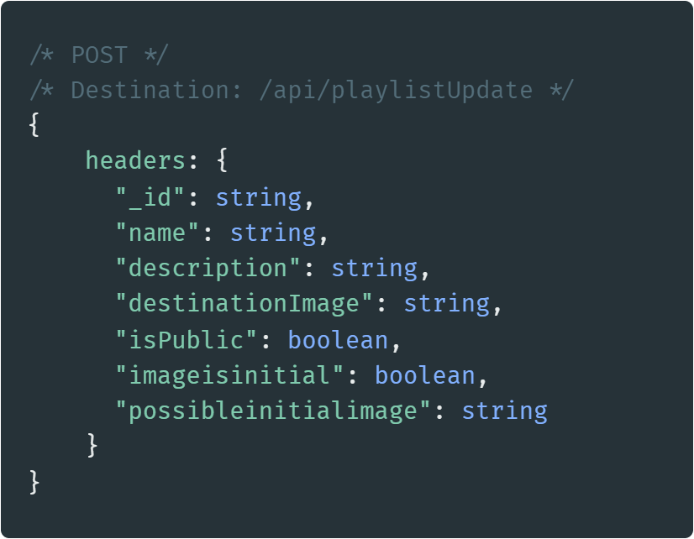 /* POST */
/* Destination: /api/playlistUpdate */
{
headers: {
"_id": string,
"name": string,
"description": string,
"destinationImage": string,
"isPublic": boolean,
"imageisinitial": boolean,
"possibleinitialimage": string
}
}